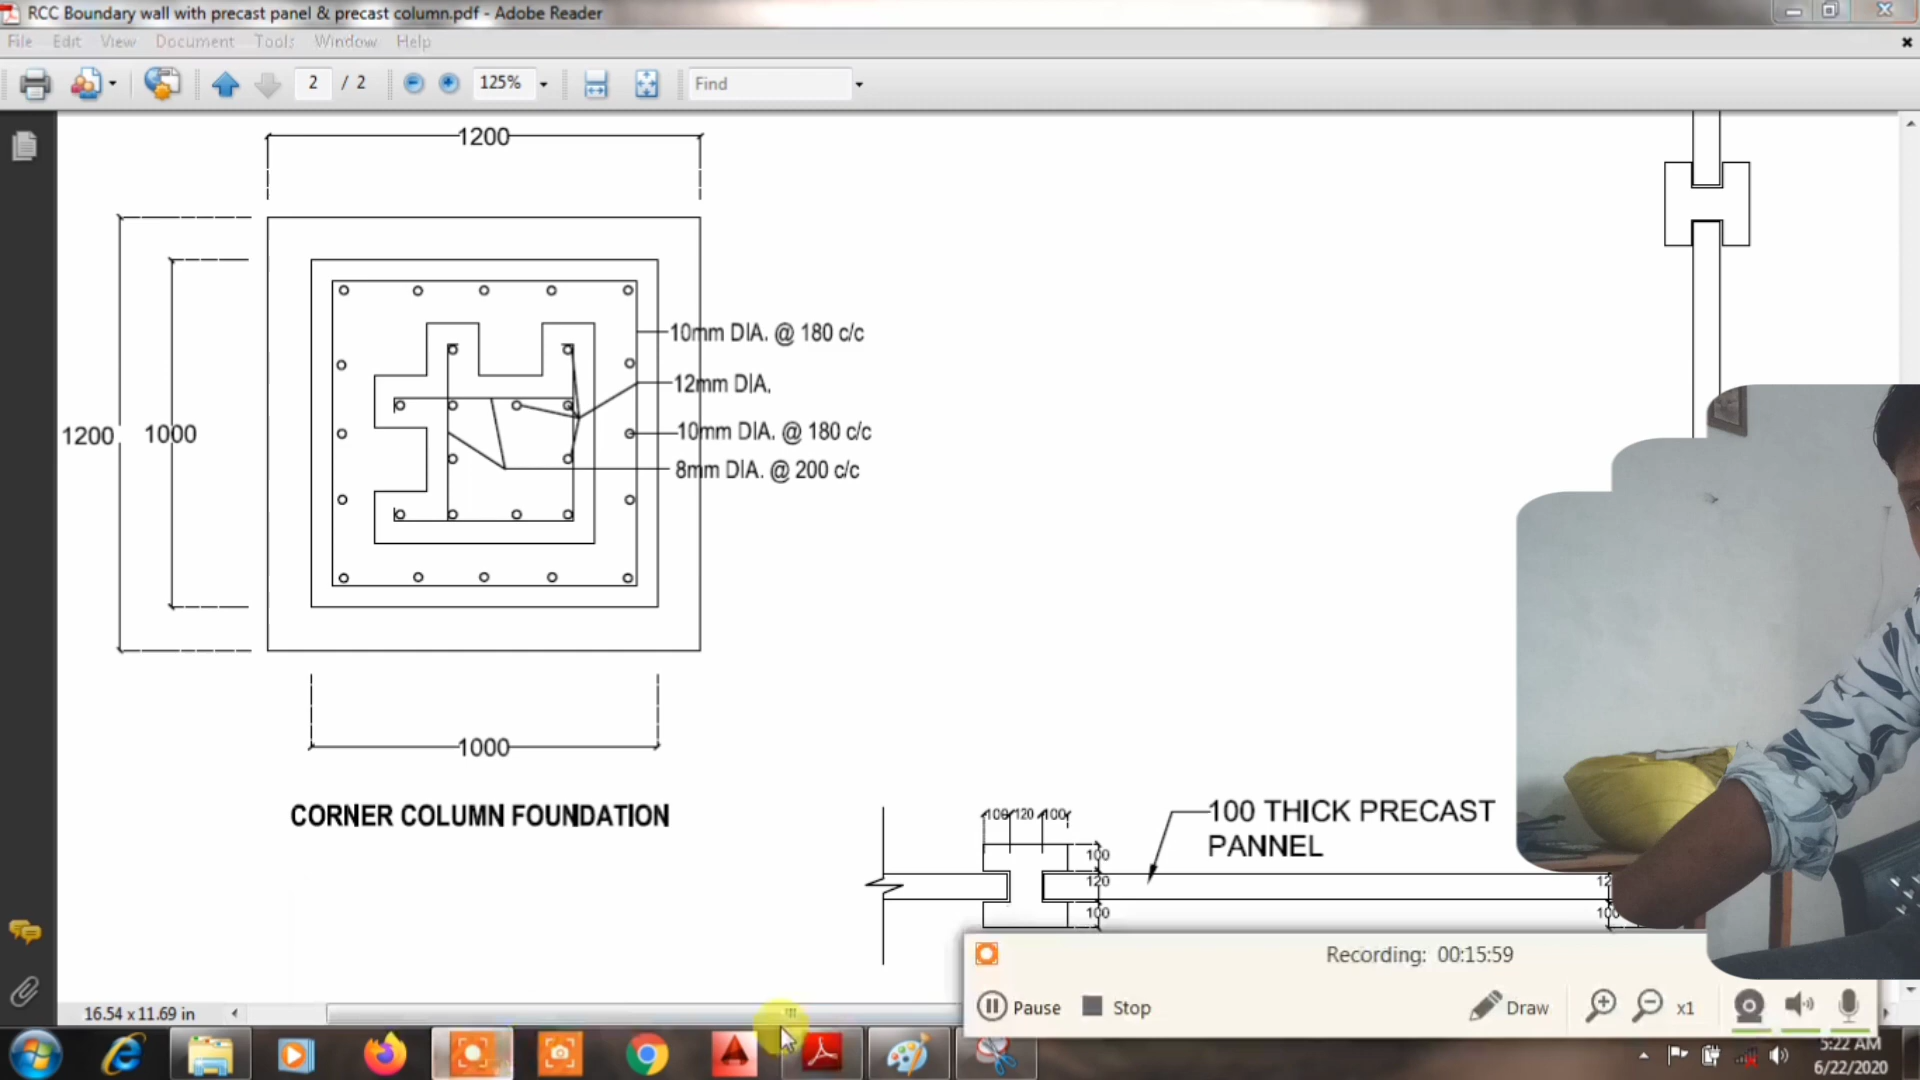 RCC Boundary wall with precast panel & precast column.pdf - Adobe Reader
File Edit View Document Tools Window Help
2 / 2 125% Find
1200
10mm DIA. @ 180 c/c
12mm DIA.
1200 1000
10mm DIA. @ 180 c/c
8mm DIA. @ 200 c/c
1000
CORNER COLUMN FOUNDATION
100 120 100
100 THICK PRECAST
PANNEL
100
120
100
Recording: 00:15:59
Pause Stop Draw x1
16.54 x 11.69 in
5:22 AM
6/22/2020